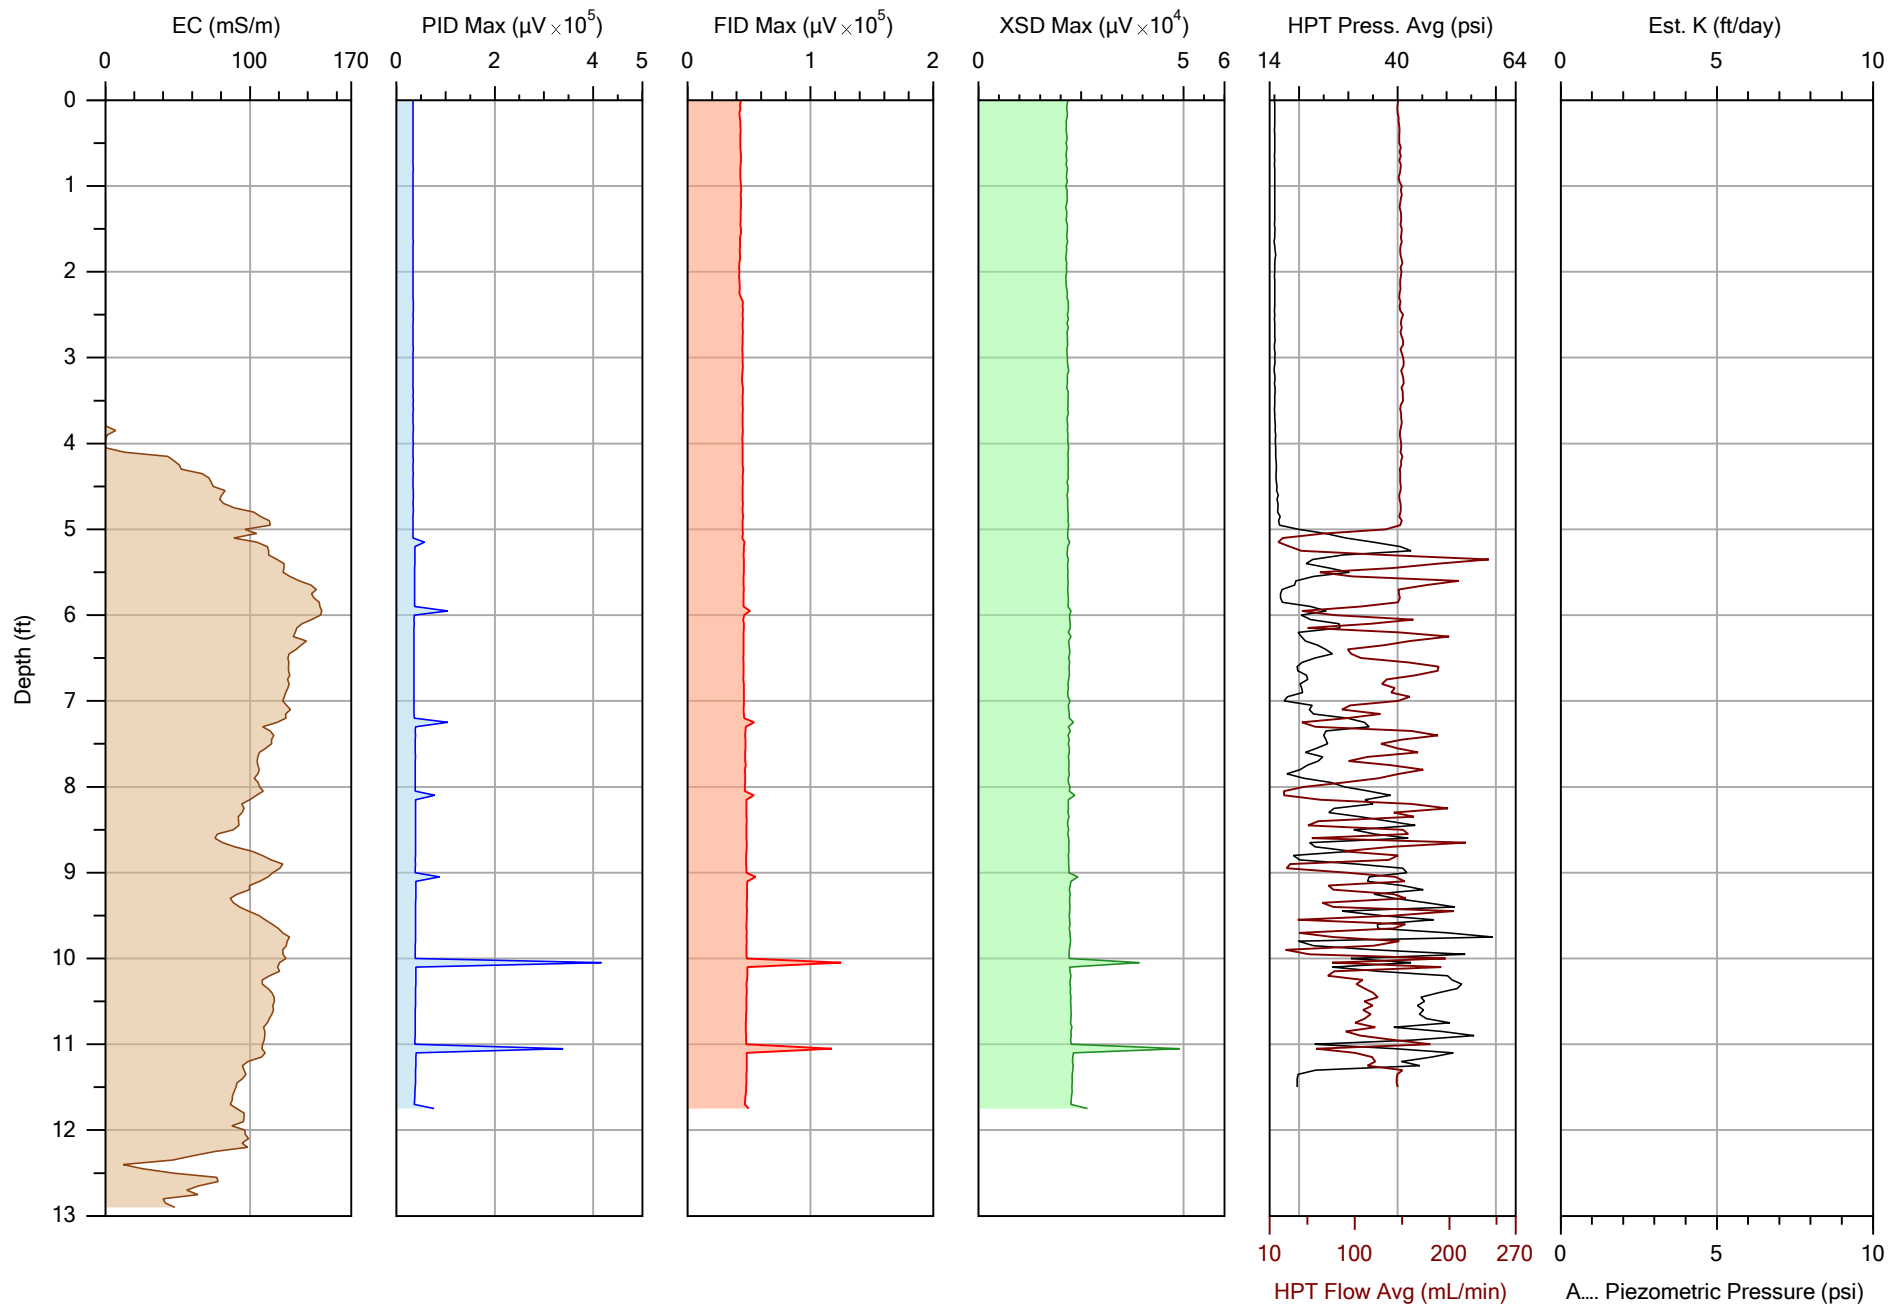 EC (mS/m) PID Max (µV ×10⁵) FID Max (µV ×10⁵) XSD Max (µV ×10⁴) HPT Press. Avg (psi) Est. K (ft/day)
0 100 170 0 2 4 5 0 1 2 0 5 6 14 40 64 0 5 10
0
1
2
3
4
5
6
7
8
9
10
11
12
13
Depth (ft)
10 100 200 270 0 5 10
HPT Flow Avg (mL/min) A.... Piezometric Pressure (psi)